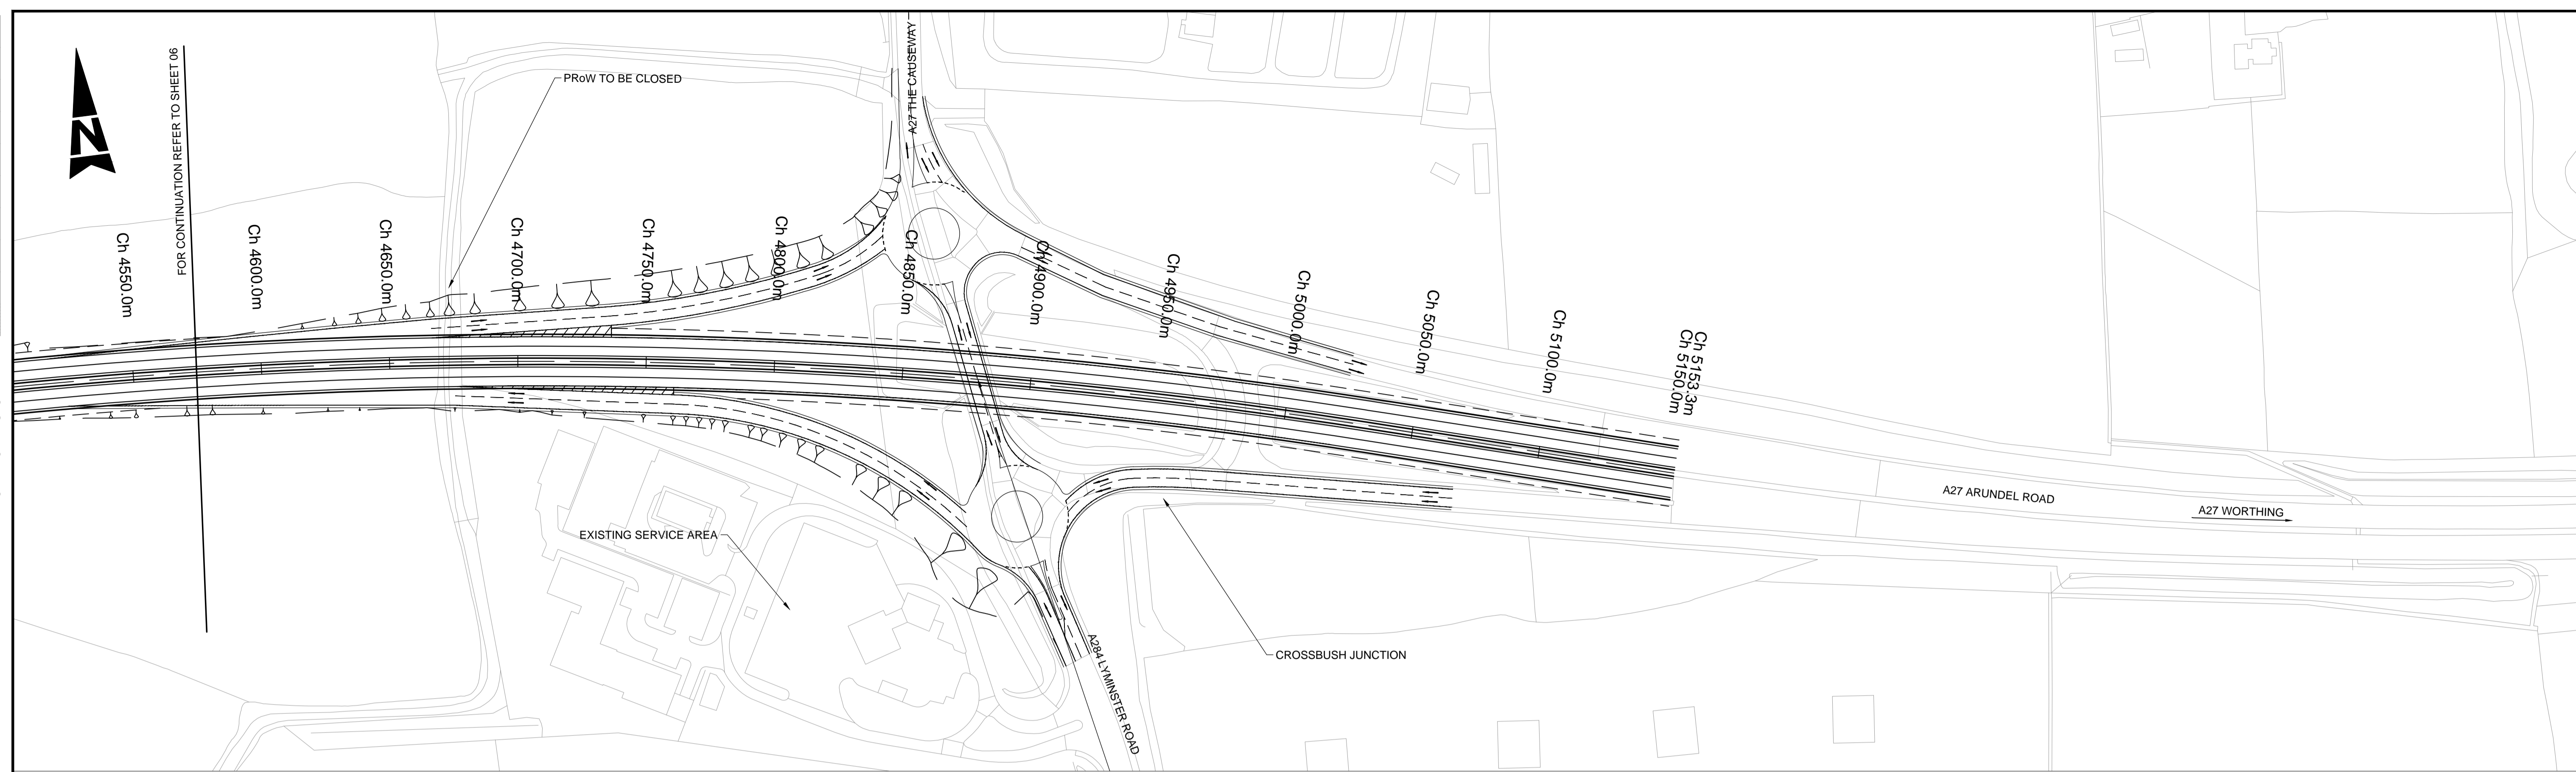 A27 THE CAUSEWAY
PRoW TO BE CLOSED
N
FOR CONTINUATION REFER TO SHEET 06
Ch 4550.0m
Ch 4600.0m
Ch 4650.0m
Ch 4700.0m
Ch 4750.0m
Ch 4800.0m
Ch 4850.0m
Ch 4900.0m
Ch 4950.0m
Ch 5000.0m
Ch 5050.0m
Ch 5100.0m
Ch 5150.0m
Ch 5153.3m
A27 ARUNDEL ROAD
A27 WORTHING
EXISTING SERVICE AREA
CROSSBUSH JUNCTION
A284 LYMINSTER ROAD